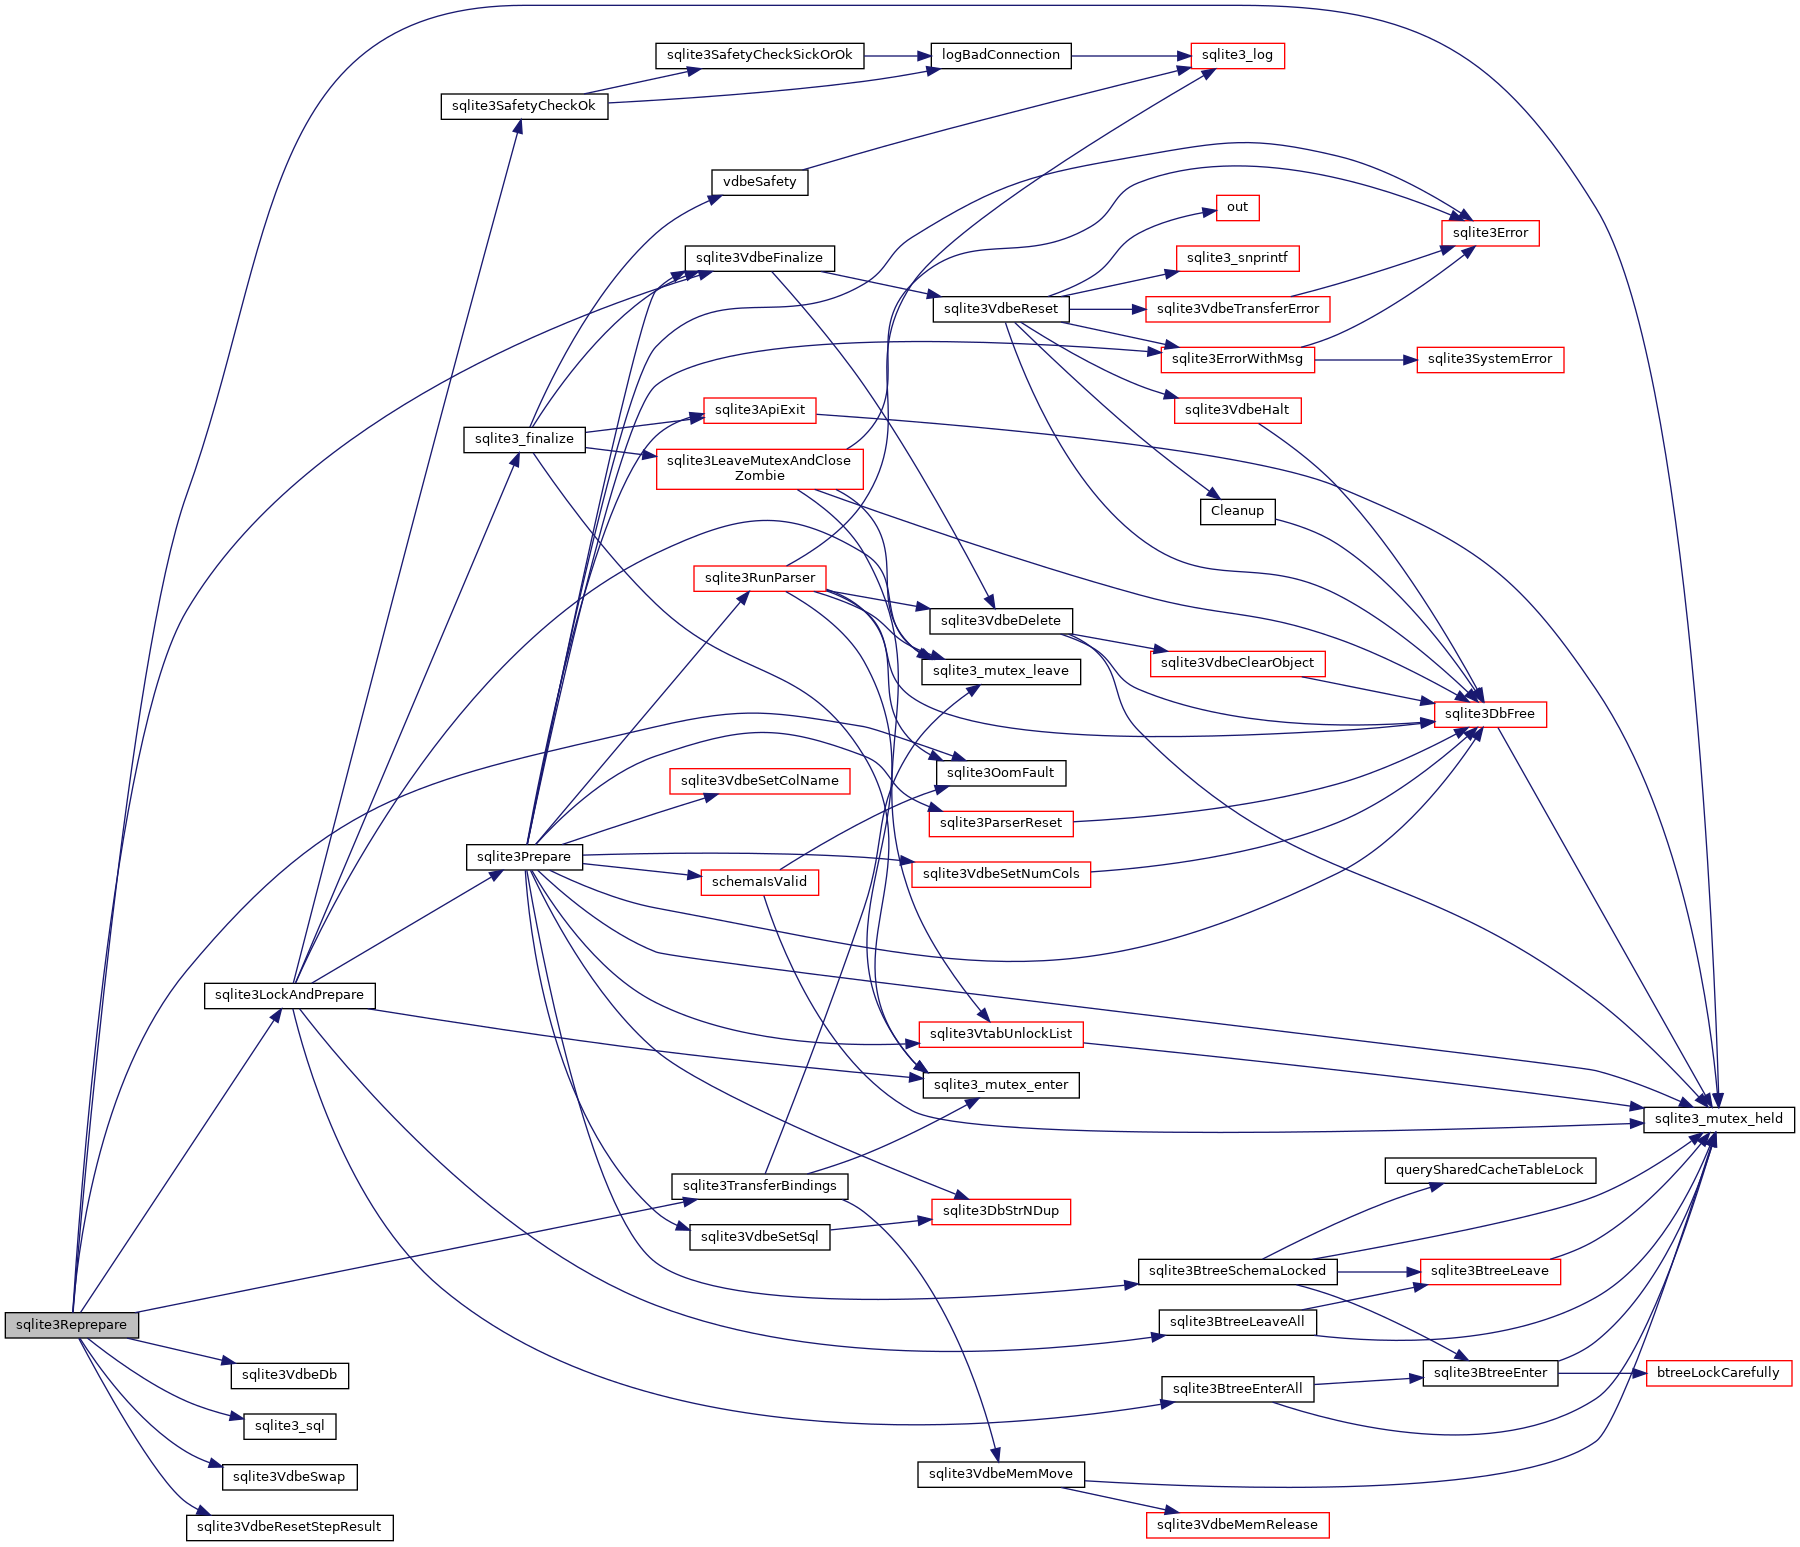 sqlite3SafetyCheckSickOrOk
logBadConnection
sqlite3_log
sqlite3SafetyCheckOk
vdbeSafety
out
sqlite3Error
sqlite3VdbeFinalize
sqlite3_snprintf
sqlite3VdbeReset
sqlite3VdbeTransferError
sqlite3ErrorWithMsg
sqlite3SystemError
sqlite3ApiExit
sqlite3VdbeHalt
sqlite3_finalize
sqlite3LeaveMutexAndClose
Zombie
Cleanup
sqlite3RunParser
sqlite3VdbeDelete
sqlite3_mutex_leave
sqlite3VdbeClearObject
sqlite3DbFree
sqlite3OomFault
sqlite3VdbeSetColName
sqlite3ParserReset
sqlite3Prepare
sqlite3VdbeSetNumCols
schemaIsValid
sqlite3LockAndPrepare
sqlite3VtabUnlockList
sqlite3_mutex_enter
sqlite3_mutex_held
querySharedCacheTableLock
sqlite3TransferBindings
sqlite3DbStrNDup
sqlite3VdbeSetSql
sqlite3BtreeSchemaLocked
sqlite3BtreeLeave
sqlite3Reprepare
sqlite3BtreeLeaveAll
sqlite3VdbeDb
sqlite3BtreeEnter
btreeLockCarefully
sqlite3BtreeEnterAll
sqlite3_sql
sqlite3VdbeSwap
sqlite3VdbeMemMove
sqlite3VdbeResetStepResult
sqlite3VdbeMemRelease